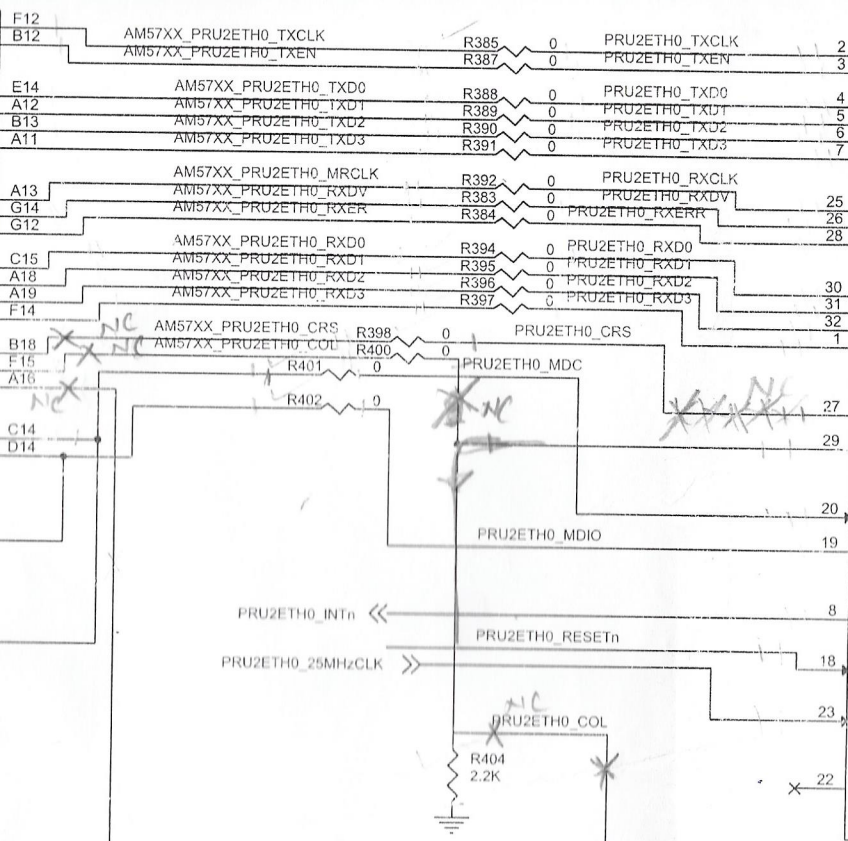 F12
B12 AM57XX_PRU2ETH0_TXCLK R385 0 PRU2ETH0_TXCLK 2
AM57XX_PRU2ETH0_TXEN R387 0 PRU2ETH0_TXEN 3
E14 AM57XX_PRU2ETH0_TXD0 R388 0 PRU2ETH0_TXD0 4
A12 AM57XX_PRU2ETH0_TXD1 R389 0 PRU2ETH0_TXD1 5
B13 AM57XX_PRU2ETH0_TXD2 R390 0 PRU2ETH0_TXD2 6
A11 AM57XX_PRU2ETH0_TXD3 R391 0 PRU2ETH0_TXD3 7
A13 AM57XX_PRU2ETH0_MRCLK R392 0 PRU2ETH0_RXCLK 25
G14 AM57XX_PRU2ETH0_RXDV R383 0 PRU2ETH0_RXDV 26
G12 AM57XX_PRU2ETH0_RXER R384 0 PRU2ETH0_RXERR 28
C15 AM57XX_PRU2ETH0_RXD0 R394 0 PRU2ETH0_RXD0 30
A18 AM57XX_PRU2ETH0_RXD1 R395 0 PRU2ETH0_RXD1 31
A19 AM57XX_PRU2ETH0_RXD2 R396 0 PRU2ETH0_RXD2 32
F14 AM57XX_PRU2ETH0_RXD3 R397 0 PRU2ETH0_RXD3 1
B18 NC AM57XX_PRU2ETH0_CRS R398 0 PRU2ETH0_CRS
F15 NC AM57XX_PRU2ETH0_COL R400 0
A16 R401 0 PRU2ETH0_MDC
NC R402 0 NC NC 27
C14 29
D14
20
PRU2ETH0_MDIO 19
PRU2ETH0_INTn 8
PRU2ETH0_RESETn 18
PRU2ETH0_25MHzCLK 23
NC
PRU2ETH0_COL
R404
2.2K 22